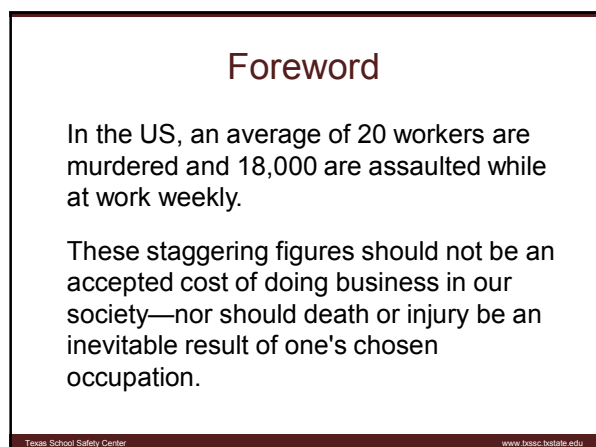 Foreword
In the US, an average of 20 workers are
murdered and 18,000 are assaulted while
at work weekly.
These staggering figures should not be an
accepted cost of doing business in our
society—nor should death or injury be an
inevitable result of one's chosen
occupation.
Texas School Safety Center www.txssc.txstate.edu